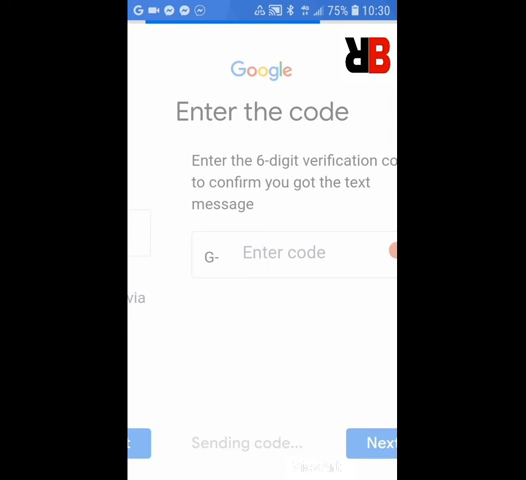 75% 10:30
RB
Google
Enter the code
Enter the 6-digit verification co
to confirm you got the text
message
G- Enter code
via
t Sending code... Next